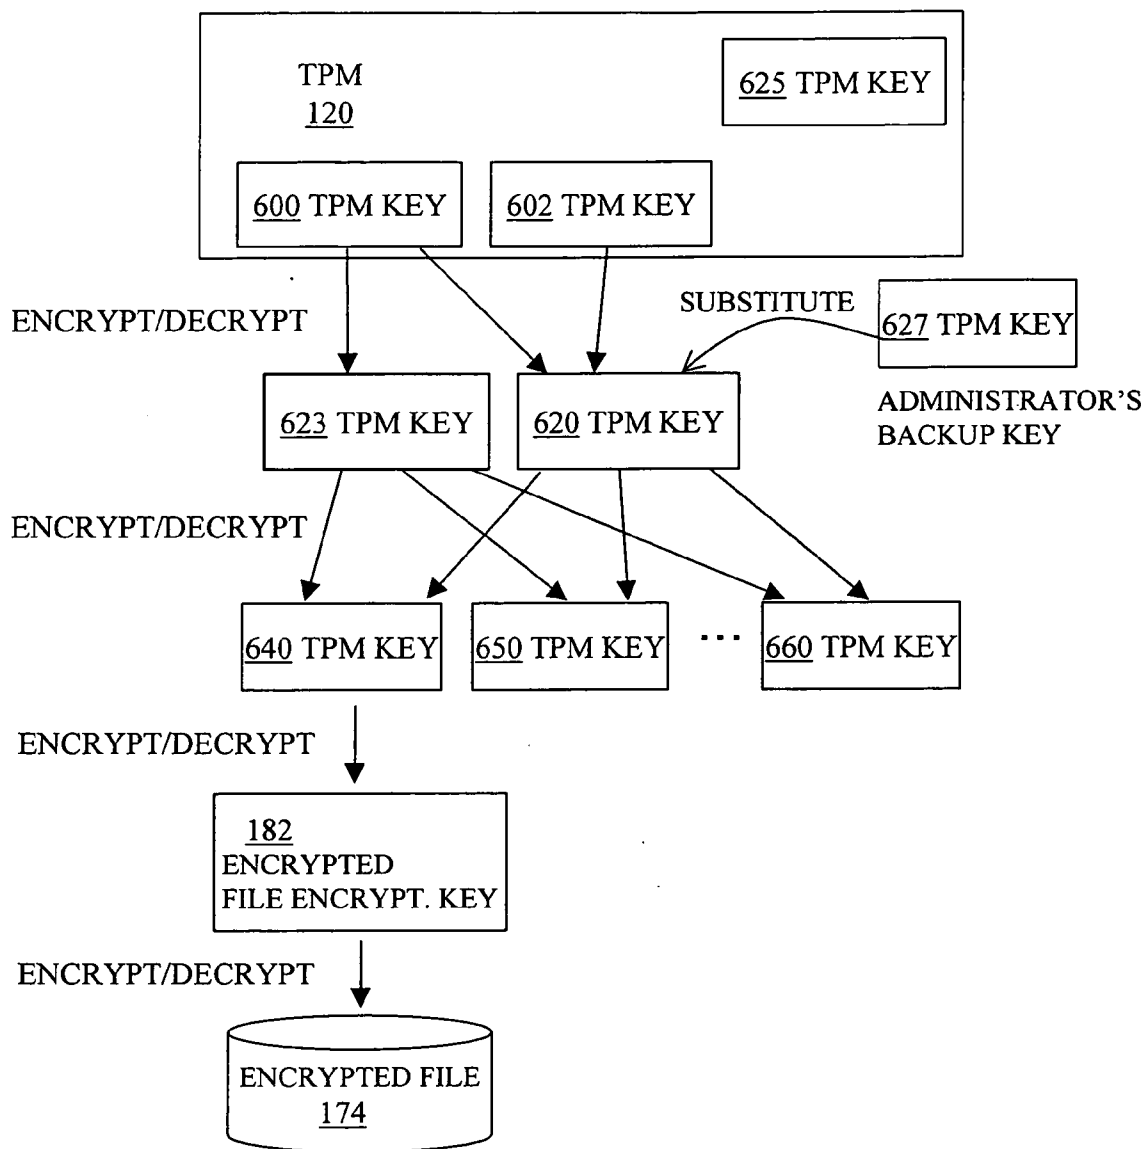 TPM
120
625 TPM KEY
600 TPM KEY
602 TPM KEY
ENCRYPT/DECRYPT
SUBSTITUTE
627 TPM KEY
ADMINISTRATOR'S
BACKUP KEY
623 TPM KEY
620 TPM KEY
ENCRYPT/DECRYPT
640 TPM KEY
650 TPM KEY
...
660 TPM KEY
ENCRYPT/DECRYPT
182
ENCRYPTED
FILE ENCRYPT. KEY
ENCRYPT/DECRYPT
ENCRYPTED FILE
174